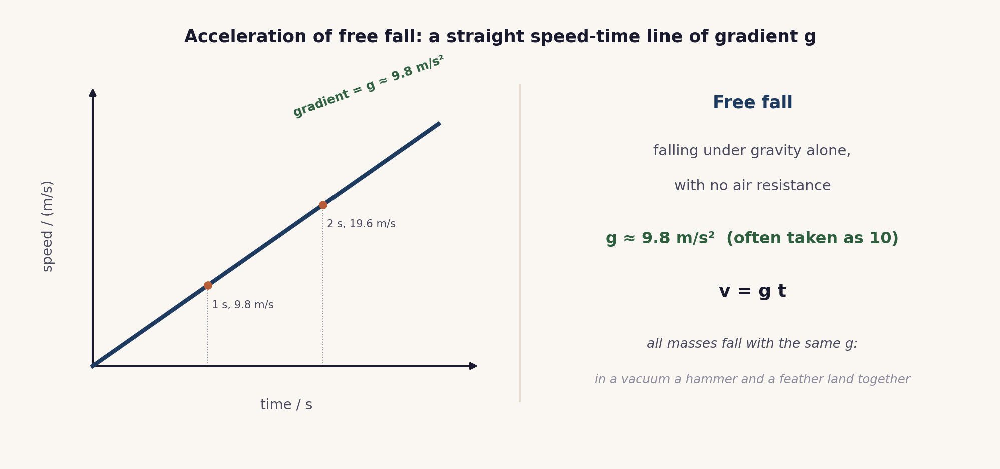 Acceleration of free fall: a straight speed-time line of gradient g
gradient = g ≈ 9.8 m/s²
speed / (m/s)
2 s, 19.6 m/s
1 s, 9.8 m/s
time / s
Free fall
falling under gravity alone,
with no air resistance
g ≈ 9.8 m/s² (often taken as 10)
v = g t
all masses fall with the same g:
in a vacuum a hammer and a feather land together